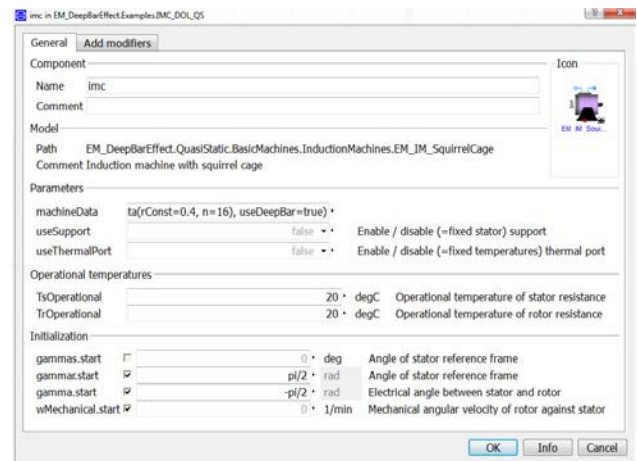 imc in EM_DeepBarEffect.Examples.IMC_DOL_QS
General Add modifiers
Component Icon
Name imc
Comment
EM IM Soui...
Model
Path EM_DeepBarEffect.QuasiStatic.BasicMachines.InductionMachines.EM_IM_SquirrelCage
Comment Induction machine with squirrel cage
Parameters
machineData ta(rConst=0.4, n=16), useDeepBar=true)
useSupport false Enable / disable (=fixed stator) support
useThermalPort false Enable / disable (=fixed temperatures) thermal port
Operational temperatures
TsOperational 20 degC Operational temperature of stator resistance
TrOperational 20 degC Operational temperature of rotor resistance
Initialization
gammas.start 0 deg Angle of stator reference frame
gammar.start pi/2 rad Angle of stator reference frame
gamma.start -pi/2 rad Electrical angle between stator and rotor
wMechanical.start 0 1/min Mechanical angular velocity of rotor against stator
OK Info Cancel